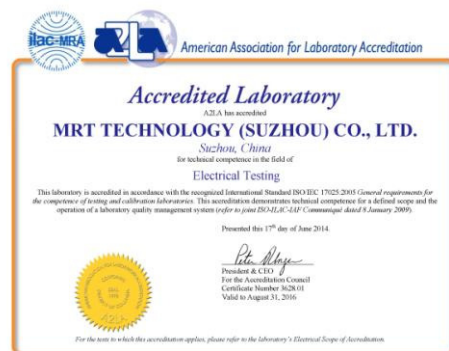 ilac-MRA
A2LA
American Association for Laboratory Accreditation
Accredited Laboratory
A2LA has accredited
MRT TECHNOLOGY (SUZHOU) CO., LTD.
Suzhou, China
for technical competence in the field of
Electrical Testing
This laboratory is accredited in accordance with the recognized International Standard ISO/IEC 17025:2005 General requirements for
the competence of testing and calibration laboratories. This accreditation demonstrates technical competence for a defined scope and the
operation of a laboratory quality management system (refer to joint ISO-ILAC-IAF Communiqué dated 8 January 2009).
Presented this 17th day of June 2014.
President & CEO
For the Accreditation Council
Certificate Number 3628.01
Valid to August 31, 2016
A2LA
For the tests to which this accreditation applies, please refer to the laboratory's Electrical Scope of Accreditation.